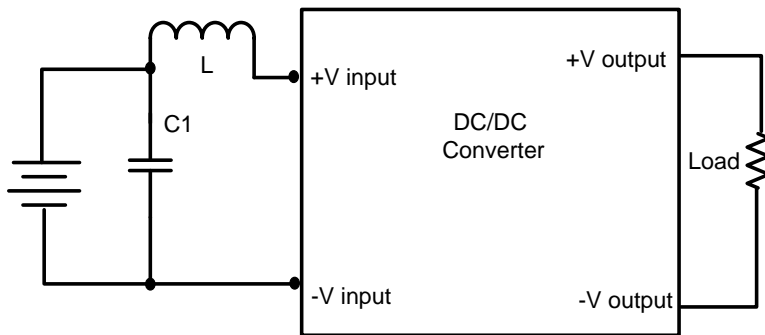 L
+V input
+V output
C1
DC/DC
Converter
Load
-V input
-V output